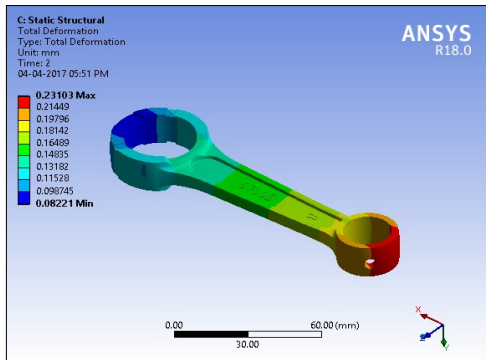 C: Static Structural
Total Deformation
Type: Total Deformation
Unit: mm
Time: 2
04-04-2017 05:51 PM
ANSYS
R18.0
0.23103 Max
0.21449
0.19796
0.18142
0.16489
0.14835
0.13182
0.11528
0.098745
0.08221 Min
0.00
60.00 (mm)
30.00
X
Z
Y